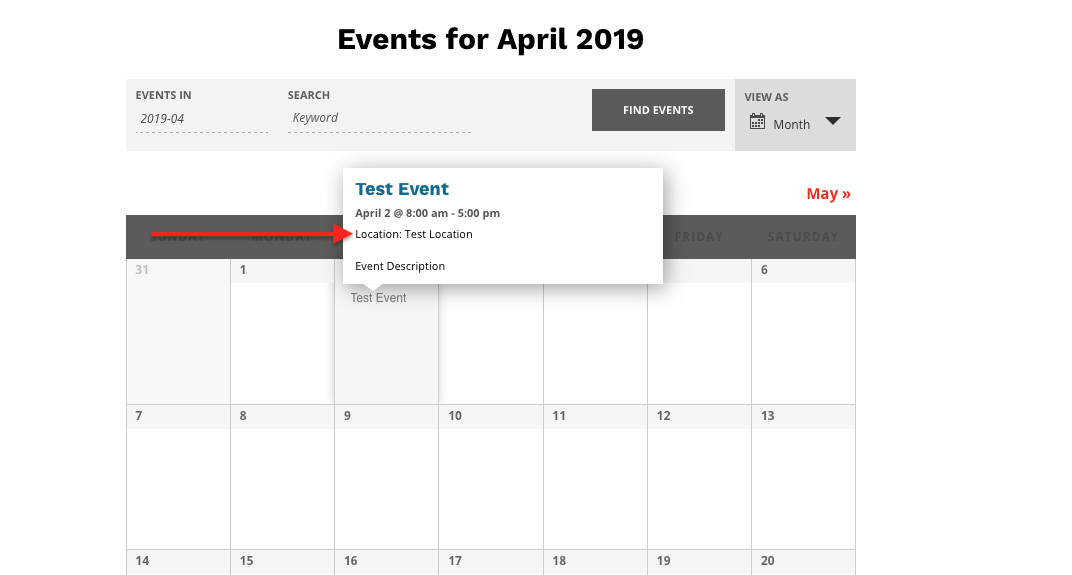 Events for April 2019
EVENTS IN
2019-04
SEARCH
Keyword
FIND EVENTS
VIEW AS
Month
May »
Test Event
April 2 @ 8:00 am - 5:00 pm
Location: Test Location
Event Description
SUNDAY MONDAY FRIDAY SATURDAY
31 1 6
Test Event
7 8 9 10 11 12 13
14 15 16 17 18 19 20